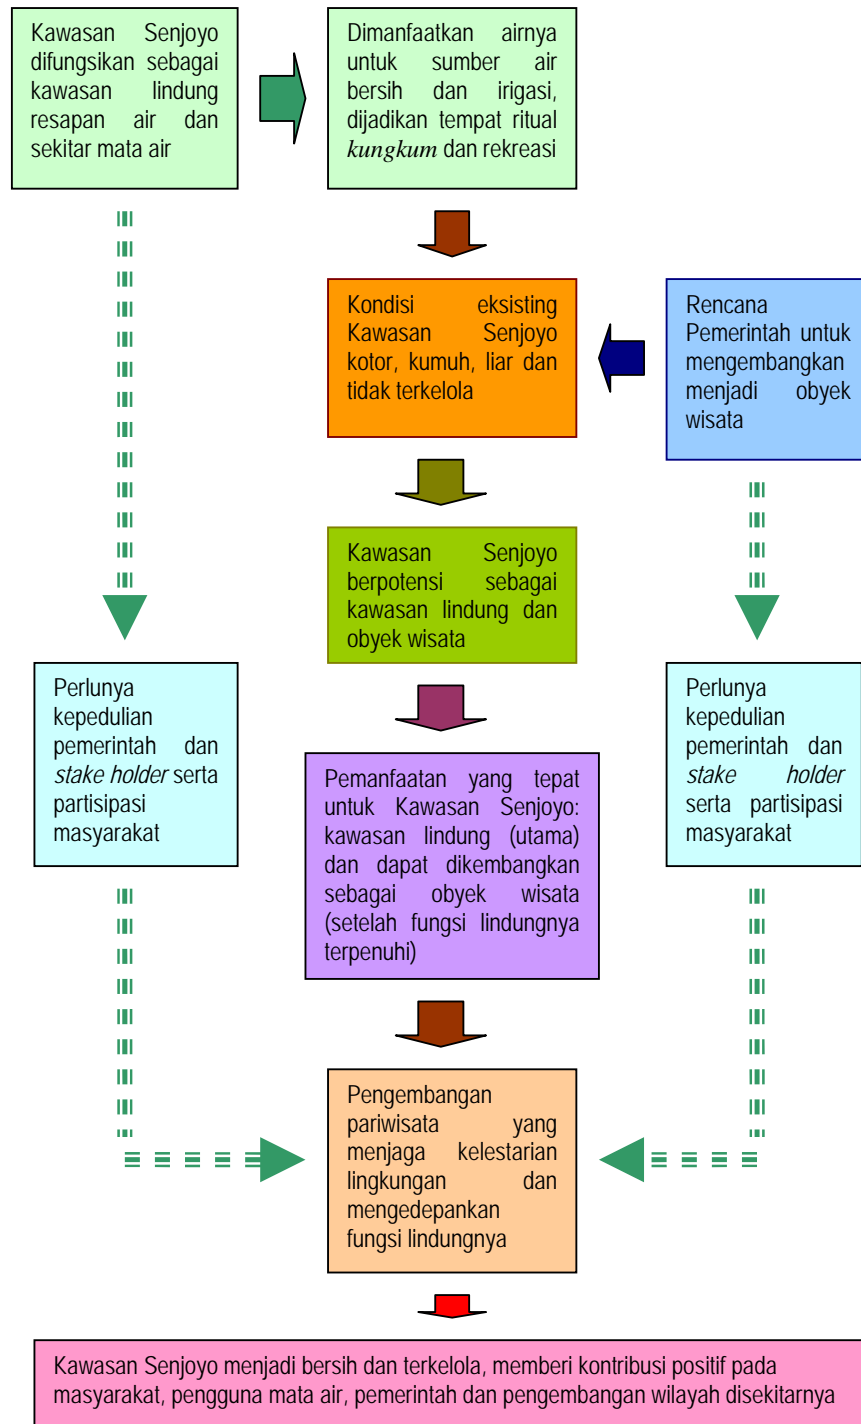 Kawasan Senjoyo
difungsikan sebagai
kawasan lindung
resapan air dan
sekitar mata air
Dimanfaatkan airnya
untuk sumber air
bersih dan irigasi,
dijadikan tempat ritual
kungkum dan rekreasi
Kondisi eksisting
Kawasan Senjoyo
kotor, kumuh, liar dan
tidak terkelola
Rencana
Pemerintah untuk
mengembangkan
menjadi obyek
wisata
Kawasan Senjoyo
berpotensi sebagai
kawasan lindung dan
obyek wisata
Perlunya
kepedulian
pemerintah dan
stake holder serta
partisipasi
masyarakat
Pemanfaatan yang tepat
untuk Kawasan Senjoyo:
kawasan lindung (utama)
dan dapat dikembangkan
sebagai obyek wisata
(setelah fungsi lindungnya
terpenuhi)
Perlunya
kepedulian
pemerintah dan
stake holder
serta partisipasi
masyarakat
Pengembangan
pariwisata yang
menjaga kelestarian
lingkungan dan
mengedepankan
fungsi lindungnya
Kawasan Senjoyo menjadi bersih dan terkelola, memberi kontribusi positif pada
masyarakat, pengguna mata air, pemerintah dan pengembangan wilayah disekitarnya